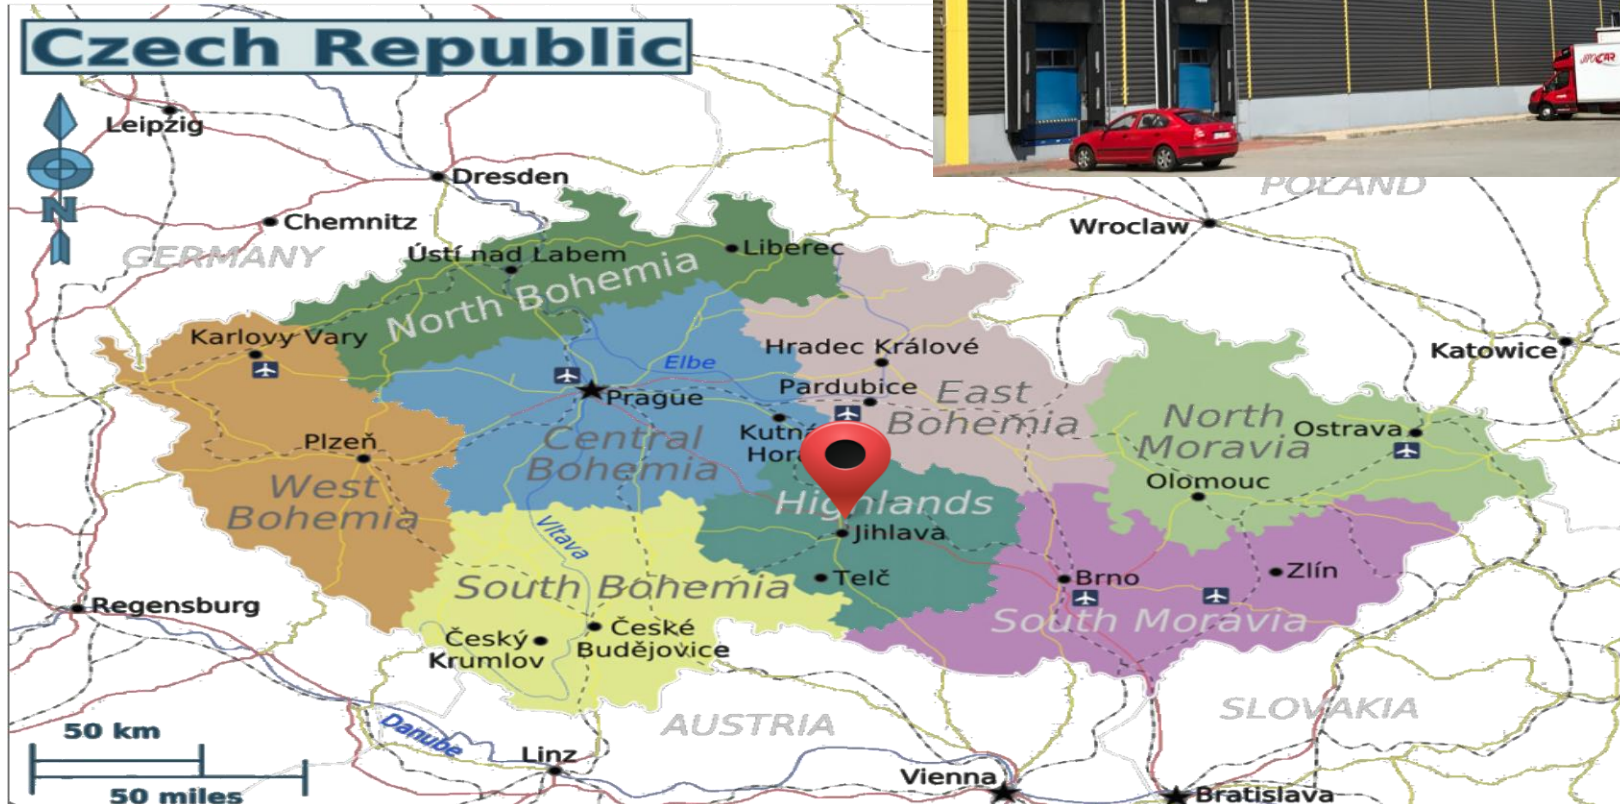 Czech Republic
Leipzig
Dresden
N
Chemnitz
GERMANY
POLAND
Wroclaw
Ústí nad Labem
Liberec
North Bohemia
Karlovy Vary
Hradec Králové
Katowice
Elbe
Prague
Pardubice
East
Bohemia
Kutná
Hora
North
Moravia
Ostrava
Plzeň
Central
Bohemia
Olomouc
West
Bohemia
Highlands
Vltava
Jihlava
Telč
Brno
Zlín
South Bohemia
South Moravia
Regensburg
Český
Krumlov
České
Budějovice
SLOVAKIA
AUSTRIA
Danube
50 km
50 miles
Linz
Vienna
Bratislava